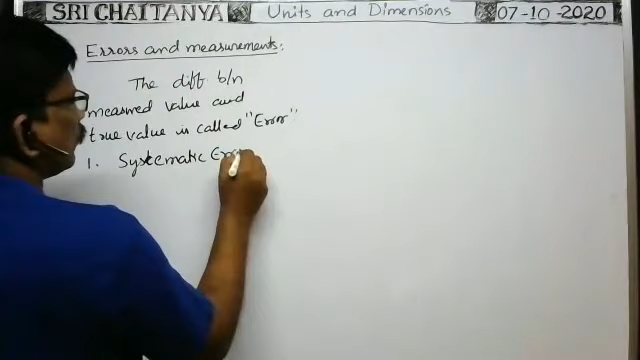 SRI CHAITANYA Units and Dimensions 07-10-2020
Errors and measurements:
The diff b/n
measured value and
true value is called "Error"
1. Systematic Error